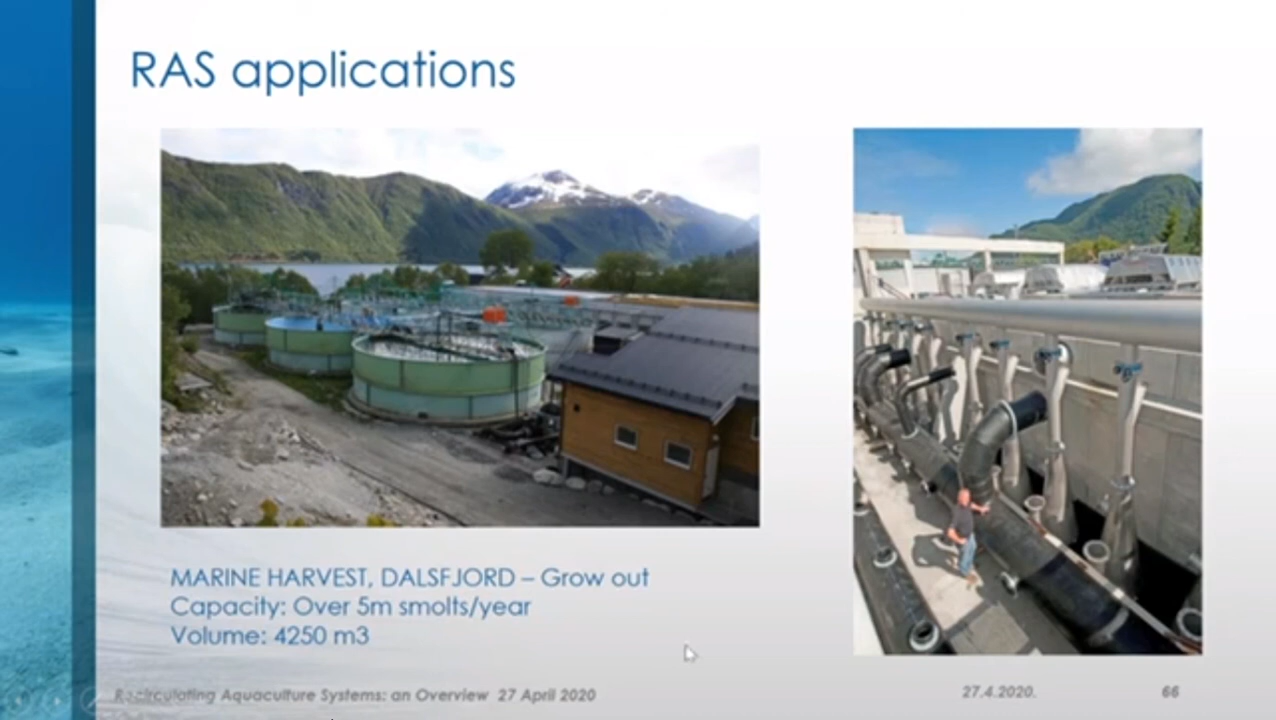 RAS applications
MARINE HARVEST, DALSFJORD – Grow out
Capacity: Over 5m smolts/year
Volume: 4250 m3
Recirculating Aquaculture Systems: an Overview 27 April 2020
27.4.2020.
66